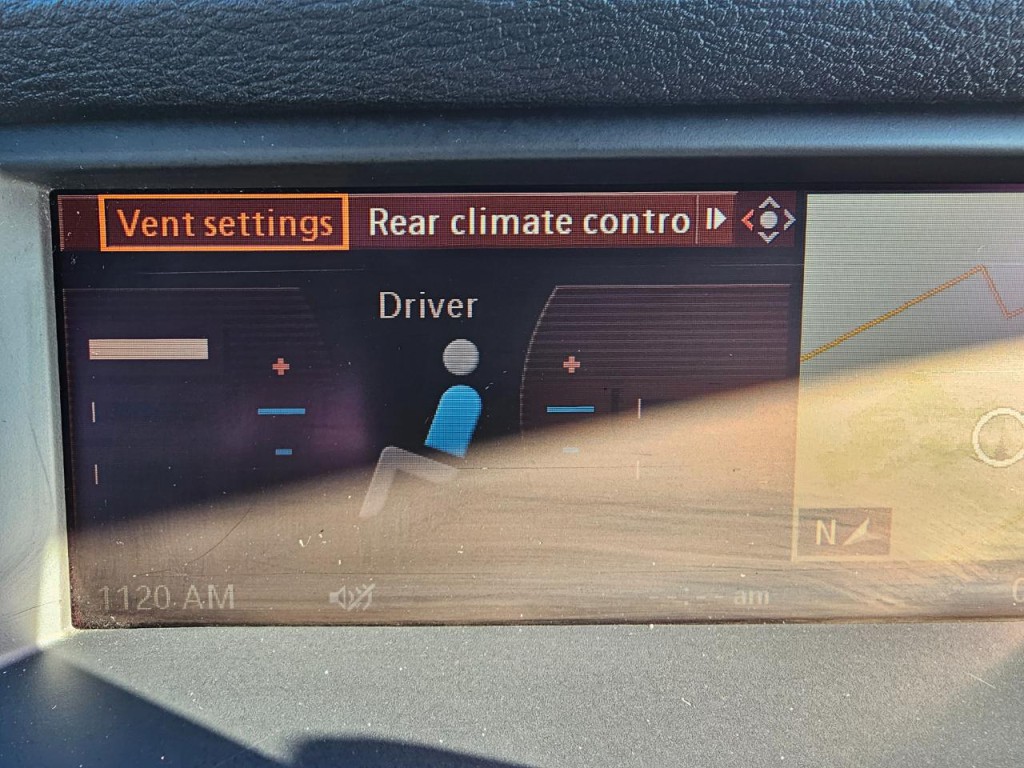 Vent settings Rear climate contro
Driver
N
1120 AM --:-- am